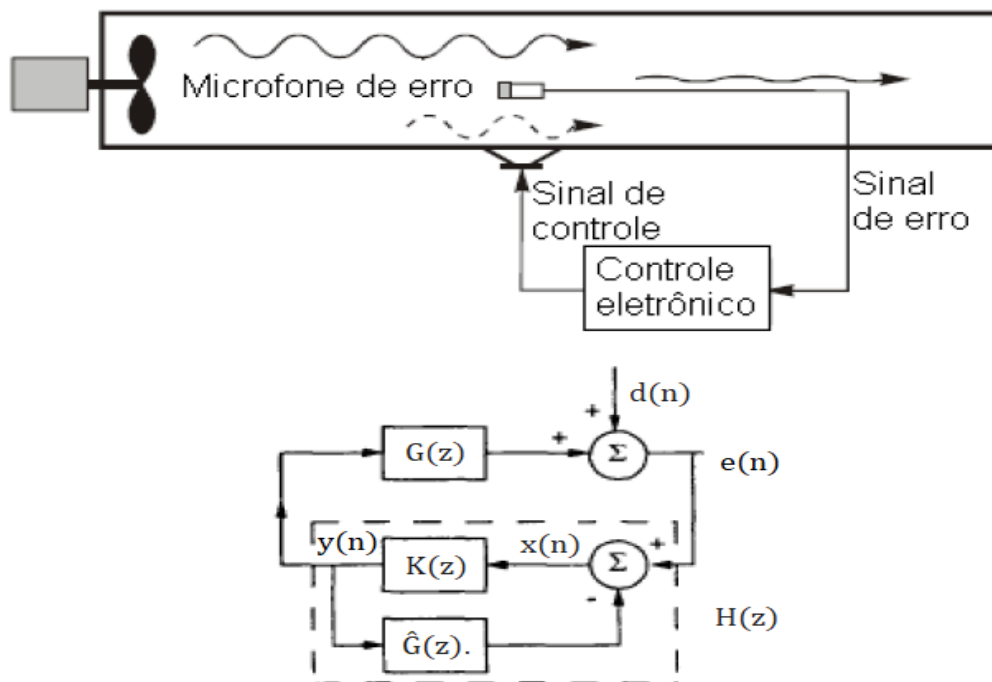 Microfone de erro
Sinal de
controle
Sinal
de erro
Controle
eletrônico
d(n)
+
G(z)
+
Σ
e(n)
y(n)
K(z)
x(n)
Σ
+
-
H(z)
Ĝ(z).